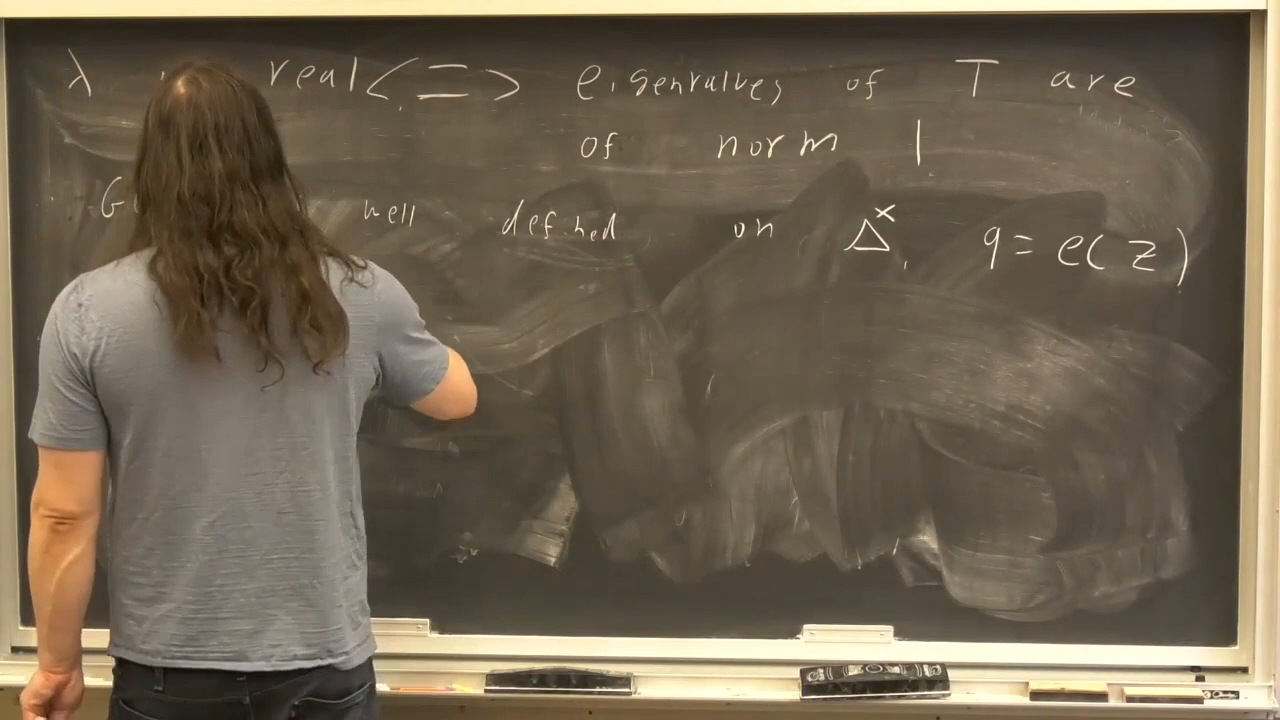 λ real <=> eigenvalues of T are
of norm 1
well defined on Δ^x, q = e(z)